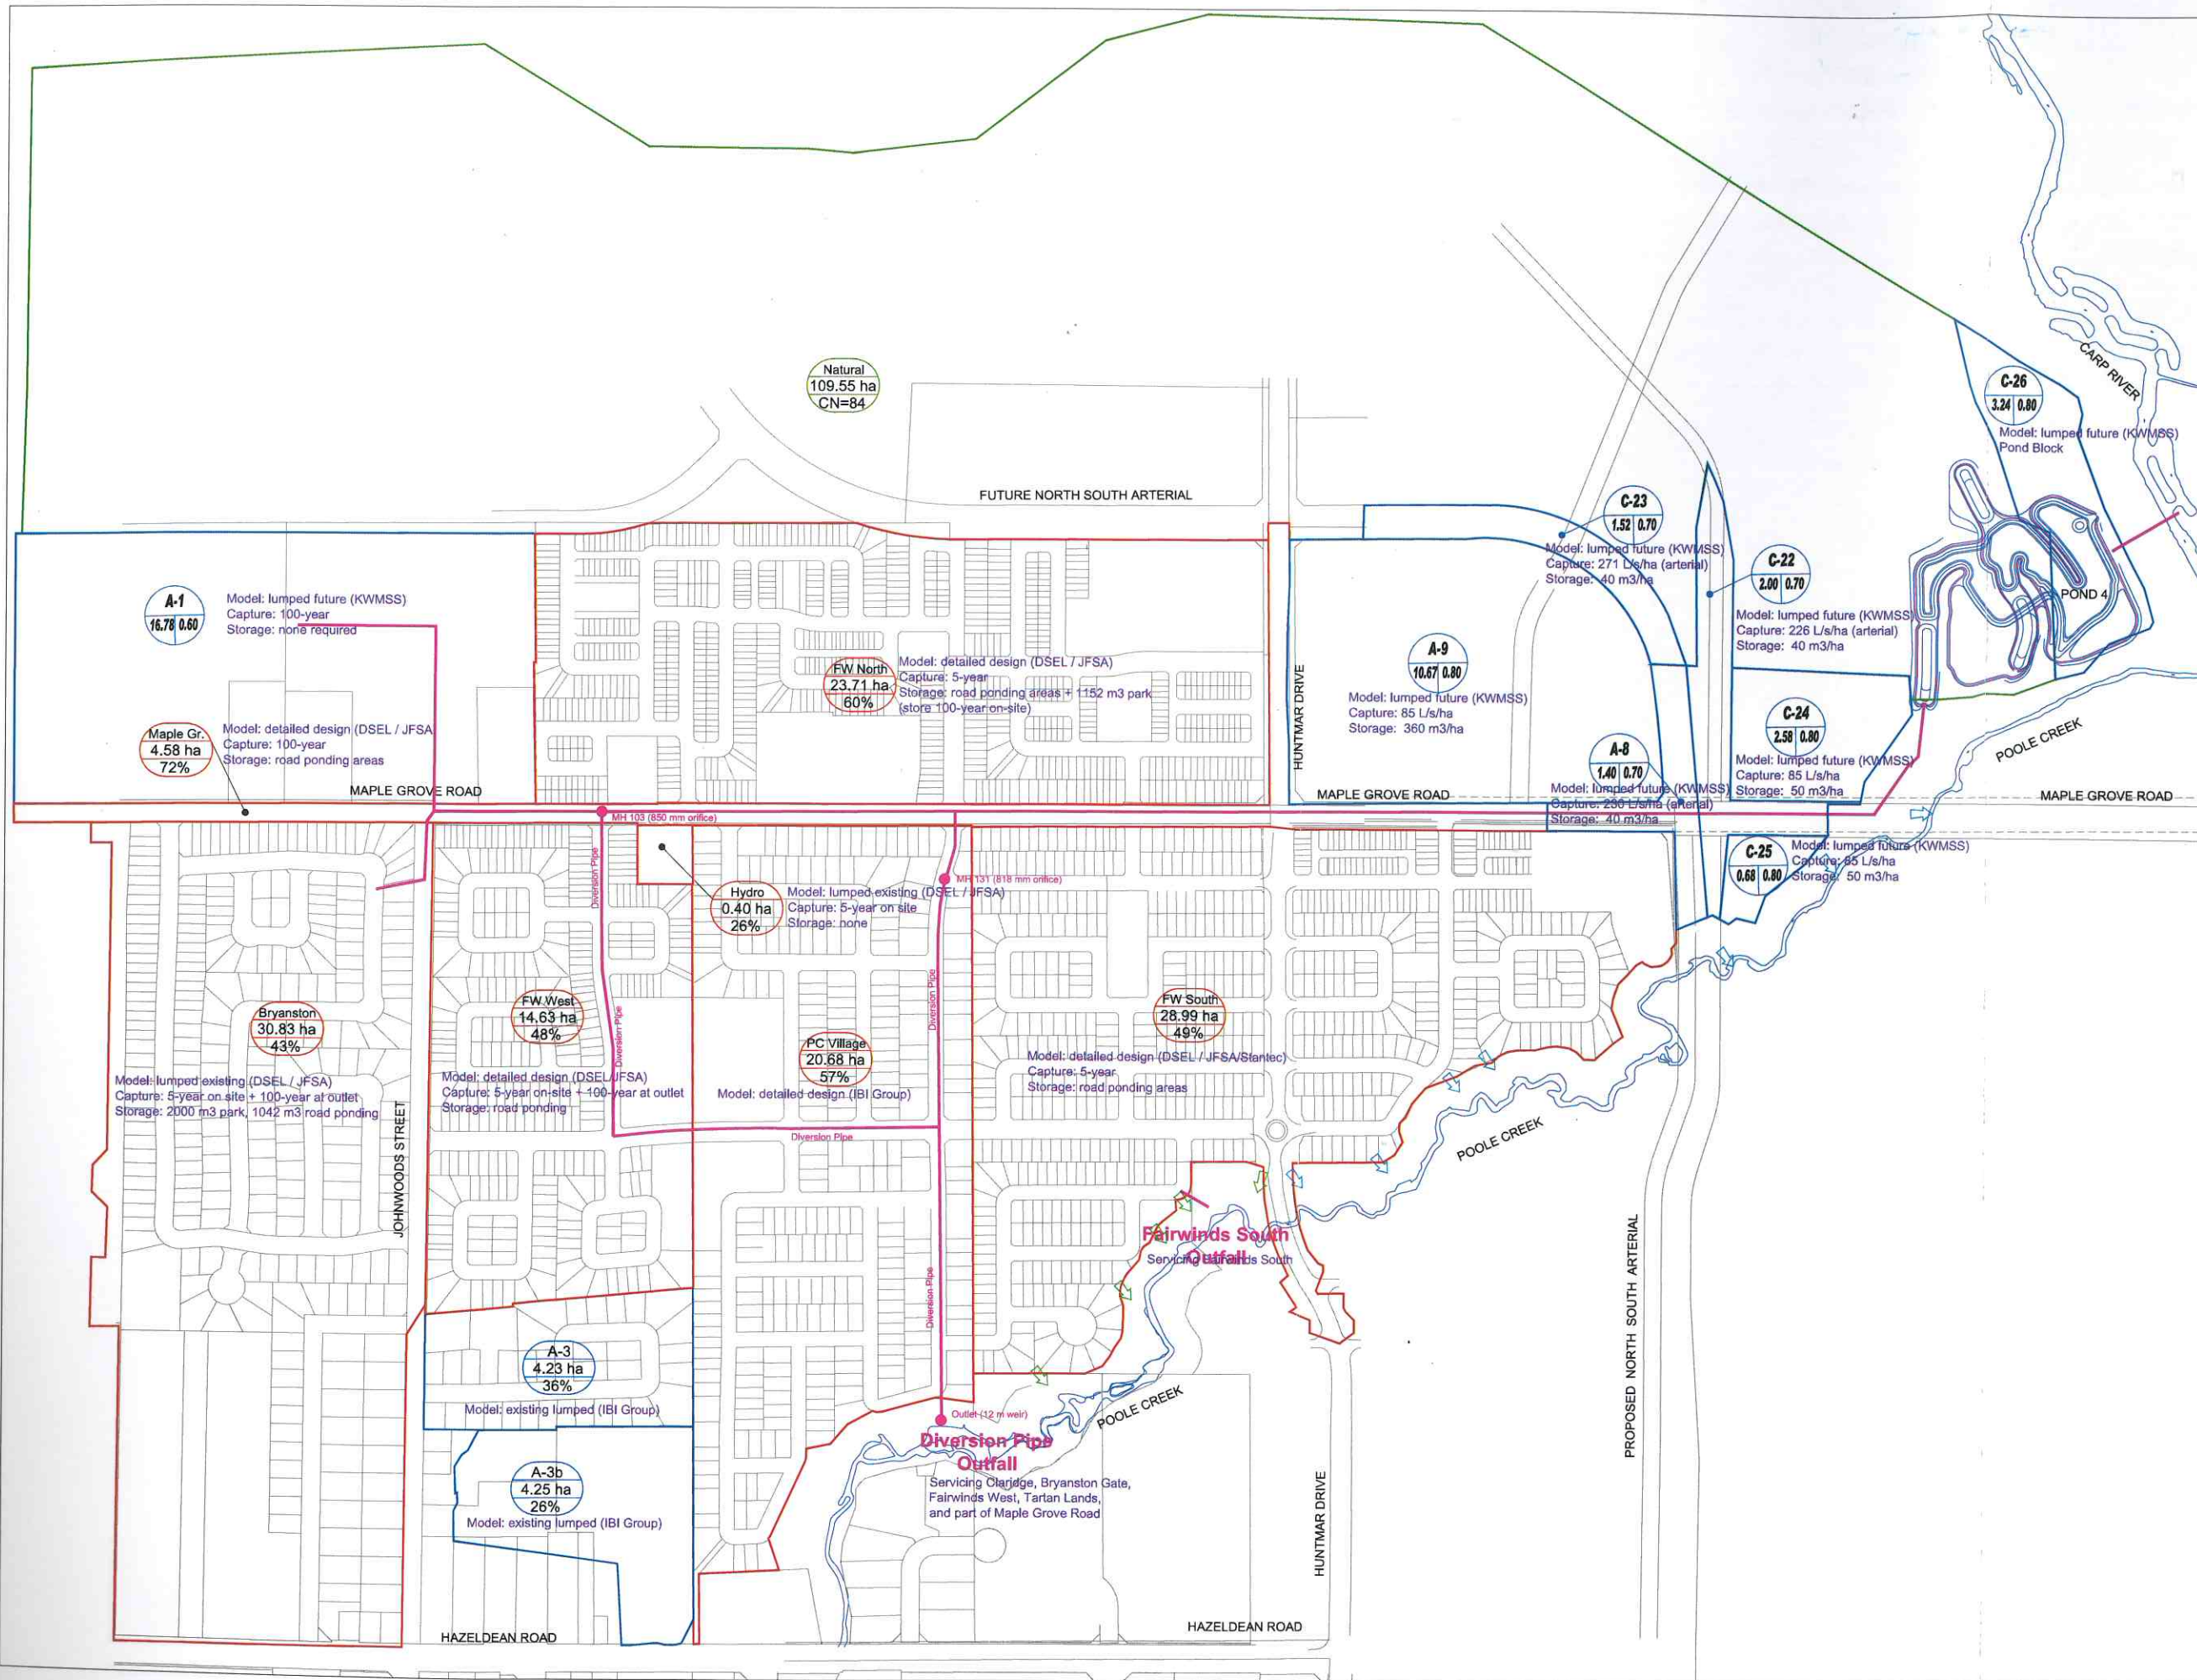 Natural
109.55 ha
CN=84
CARP RIVER
C-26
3.24 0.80
Model: lumped future (KWMSS)
Pond Block
FUTURE NORTH SOUTH ARTERIAL
C-23
1.52 0.70
Model: lumped future (KWMSS)
Capture: 271 L/s/ha (arterial)
Storage: 40 m3/ha
C-22
2.00 0.70
Model: lumped future (KWMSS)
Capture: 226 L/s/ha (arterial)
Storage: 40 m3/ha
POND 4
A-1
16.78 0.60
Model: lumped future (KWMSS)
Capture: 100-year
Storage: none required
FW North
23.71 ha
60%
Model: detailed design (DSEL / JFSA)
Capture: 5-year
Storage: road ponding areas + 1152 m3 park
(store 100-year on-site)
HUNTMAR DRIVE
A-9
10.67 0.80
Model: lumped future (KWMSS)
Capture: 85 L/s/ha
Storage: 360 m3/ha
C-24
2.58 0.80
Model: lumped future (KWMSS)
Capture: 85 L/s/ha
Storage: 50 m3/ha
POOLE CREEK
Maple Gr.
4.58 ha
72%
Model: detailed design (DSEL / JFSA
Capture: 100-year
Storage: road ponding areas
A-8
1.40 0.70
Model: lumped future (KWMSS)
Capture: 230 L/s/ha (arterial)
Storage: 40 m3/ha
MAPLE GROVE ROAD
MAPLE GROVE ROAD
MAPLE GROVE ROAD
MH 103 (850 mm orifice)
C-25
0.68 0.80
Model: lumped future (KWMSS)
Capture: 85 L/s/ha
Storage: 50 m3/ha
Diversion Pipe
MH 131 (818 mm orifice)
Hydro
0.40 ha
26%
Model: lumped existing (DSEL / JFSA)
Capture: 5-year on site
Storage: none
Diversion Pipe
Bryanston
30.83 ha
43%
Model: lumped existing (DSEL / JFSA)
Capture: 5-year on site + 100-year at outlet
Storage: 2000 m3 park, 1042 m3 road ponding
FW West
14.63 ha
48%
Model: detailed design (DSEL/JFSA)
Capture: 5-year on-site + 100-year at outlet
Storage: road ponding
Diversion Pipe
PC Village
20.68 ha
57%
Model: detailed design (IBI Group)
FW South
28.99 ha
49%
Model: detailed design (DSEL / JFSA/Stantec)
Capture: 5-year
Storage: road ponding areas
Diversion Pipe
JOHNWOODS STREET
POOLE CREEK
Fairwinds South
Outfall
Servicing Fairwinds South
Diversion Pipe
PROPOSED NORTH SOUTH ARTERIAL
A-3
4.23 ha
36%
Model: existing lumped (IBI Group)
POOLE CREEK
Outlet (12 m weir)
Diversion Pipe
Outfall
Servicing Claridge, Bryanston Gate,
Fairwinds West, Tartan Lands,
and part of Maple Grove Road
A-3b
4.25 ha
26%
Model: existing lumped (IBI Group)
HUNTMAR DRIVE
HAZELDEAN ROAD
HAZELDEAN ROAD